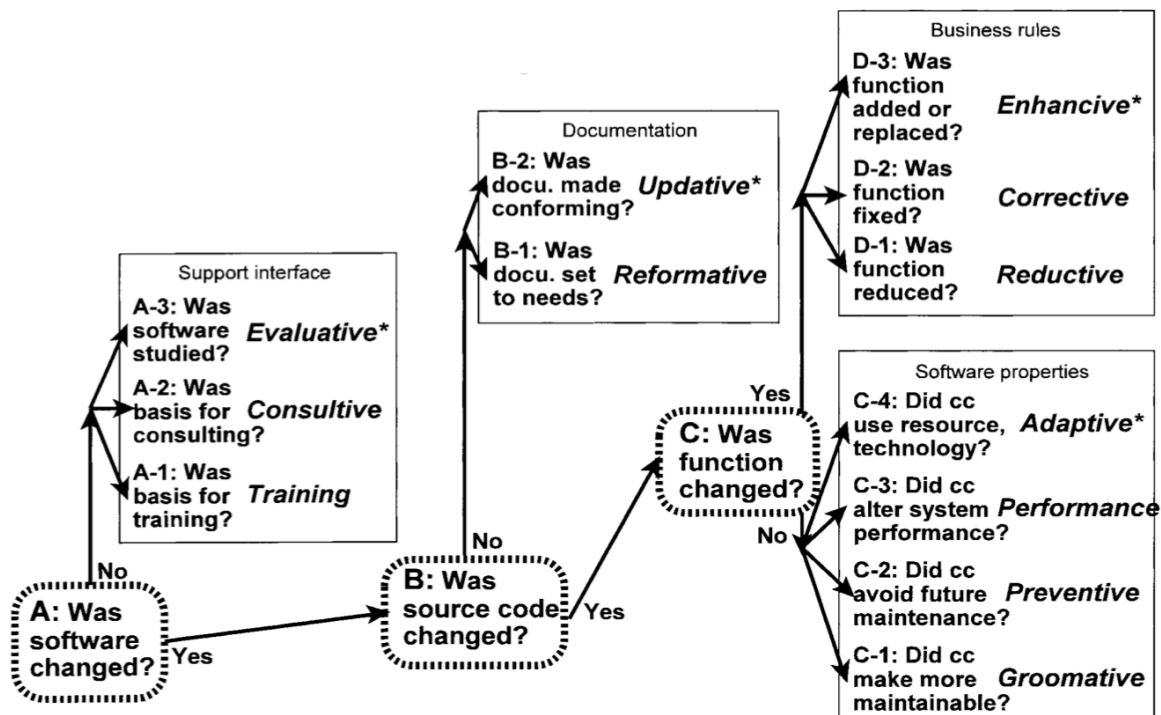 Business rules
D-3: Was
function
added or
replaced?
Enhancive*
D-2: Was
function
fixed?
Corrective
D-1: Was
function
reduced?
Reductive
Documentation
B-2: Was
docu. made
conforming?
Updative*
B-1: Was
docu. set
to needs?
Reformative
Support interface
A-3: Was
software
studied?
Evaluative*
A-2: Was
basis for
consulting?
Consultive
A-1: Was
basis for
training?
Training
Software properties
C-4: Did cc
use resource,
technology?
Adaptive*
C-3: Did cc
alter system
performance?
Performance
C-2: Did cc
avoid future
maintenance?
Preventive
C-1: Did cc
make more
maintainable?
Groomative
Yes
C: Was
function
changed?
No
No
B: Was
source code
changed?
Yes
No
A: Was
software
changed?
Yes